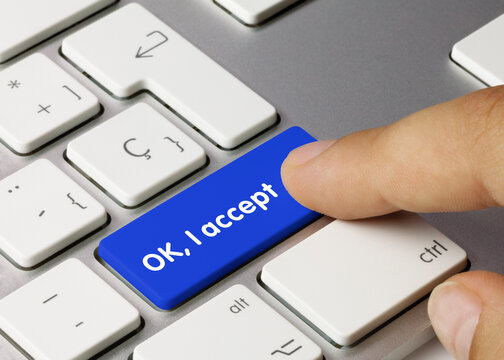 * 
+ ]
Ç }
¨ {
OK, I accept
_
-
ctrl
alt